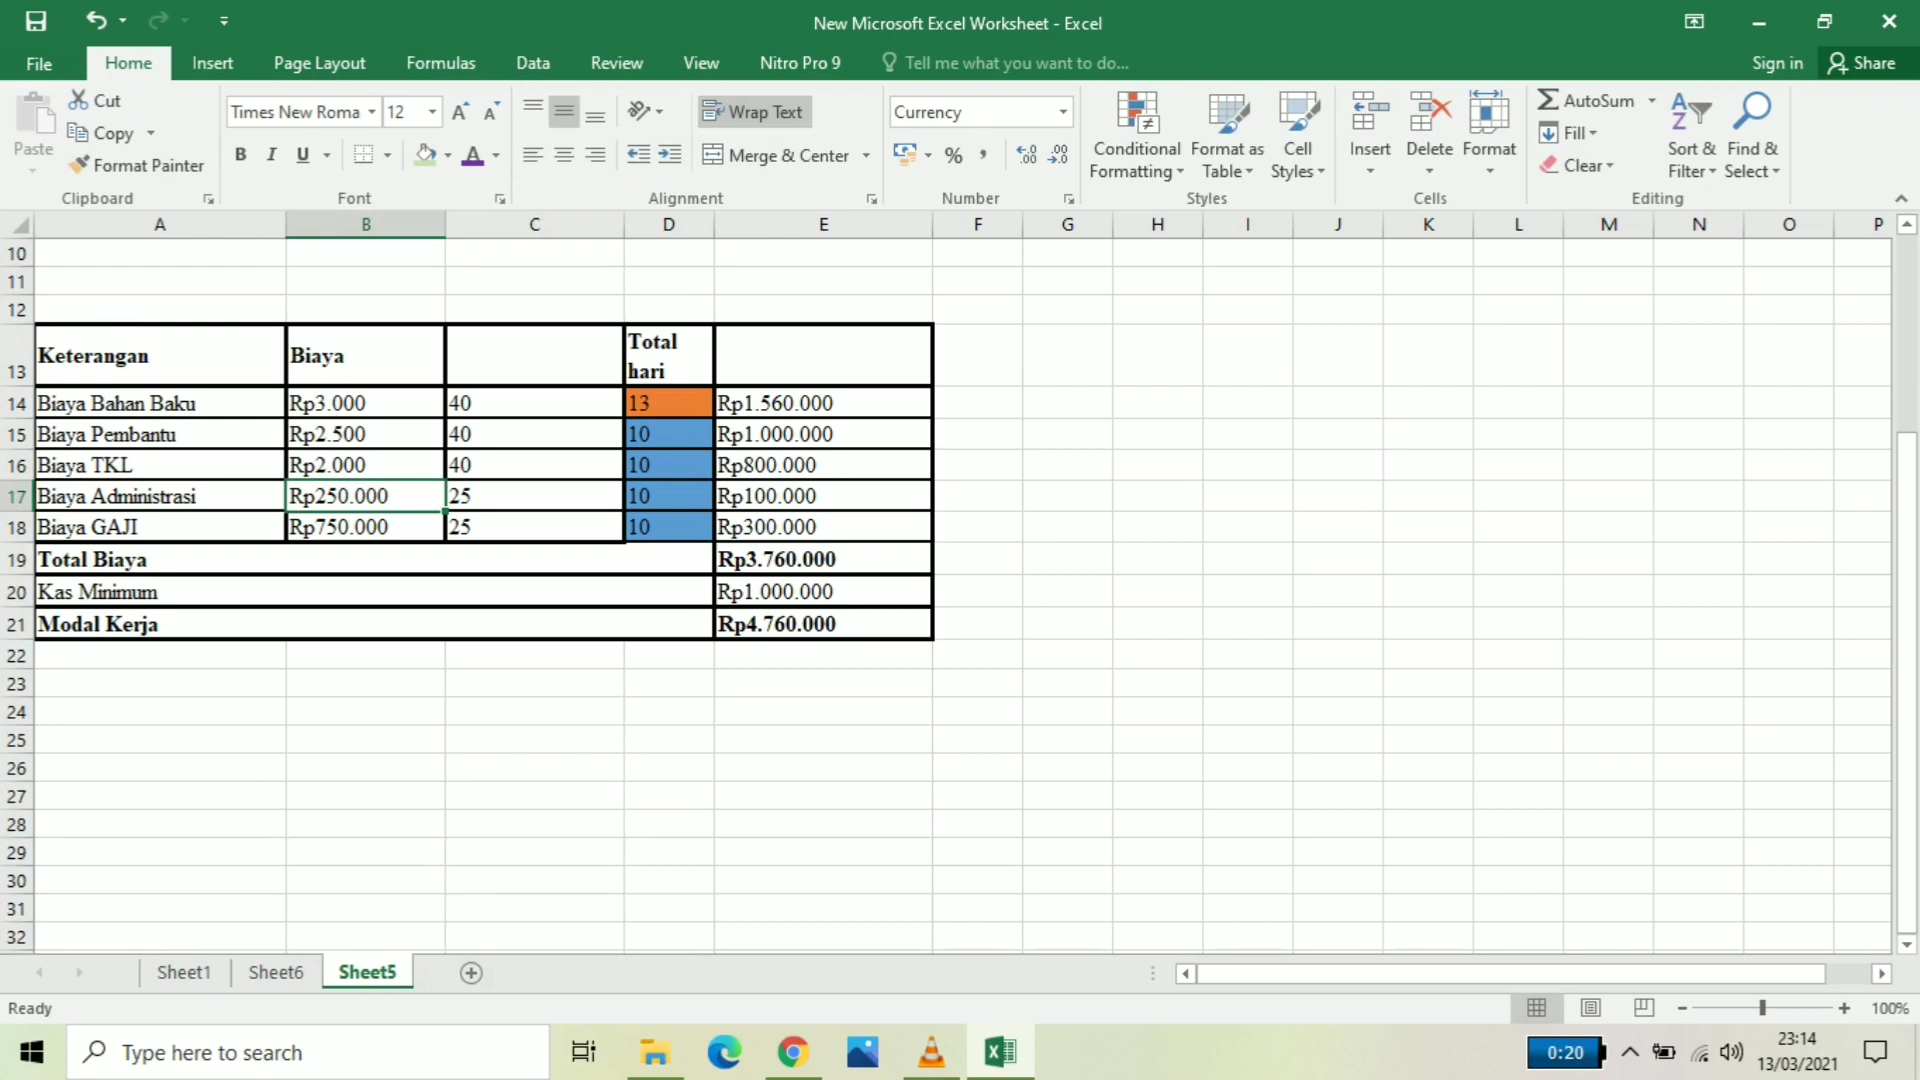 New Microsoft Excel Worksheet - Excel
File Home Insert Page Layout Formulas Data Review View Nitro Pro 9 Tell me what you want to do... Sign in Share
Paste Cut Copy Format Painter Clipboard
Times New Roma 12 B I U A A A Font
Wrap Text Merge & Center Alignment
Currency % , .00 .0 Number
Conditional Formatting Format as Table Cell Styles Styles
Insert Delete Format Cells
AutoSum Fill Clear Sort & Filter Find & Select Editing
A B C D E F G H I J K L M N O P
10
11
12
13 Keterangan Biaya Total hari
14 Biaya Bahan Baku Rp3.000 40 13 Rp1.560.000
15 Biaya Pembantu Rp2.500 40 10 Rp1.000.000
16 Biaya TKL Rp2.000 40 10 Rp800.000
17 Biaya Administrasi Rp250.000 25 10 Rp100.000
18 Biaya GAJI Rp750.000 25 10 Rp300.000
19 Total Biaya Rp3.760.000
20 Kas Minimum Rp1.000.000
21 Modal Kerja Rp4.760.000
22
23
24
25
26
27
28
29
30
31
32
Sheet1 Sheet6 Sheet5
Ready 100%
Type here to search 0:20 23:14
13/03/2021